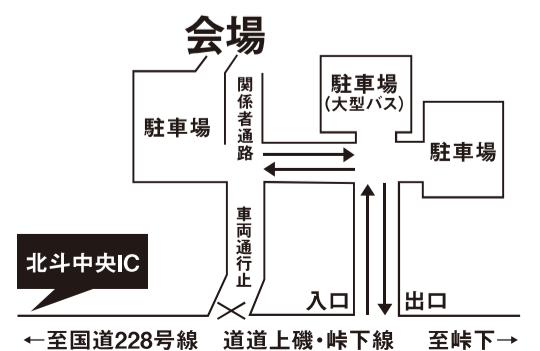 会場
関係者通路
駐車場
(大型バス)
駐車場
駐車場
車両通行止
北斗中央IC
入口
出口
←至国道228号線
道道上磯・峠下線
至峠下→